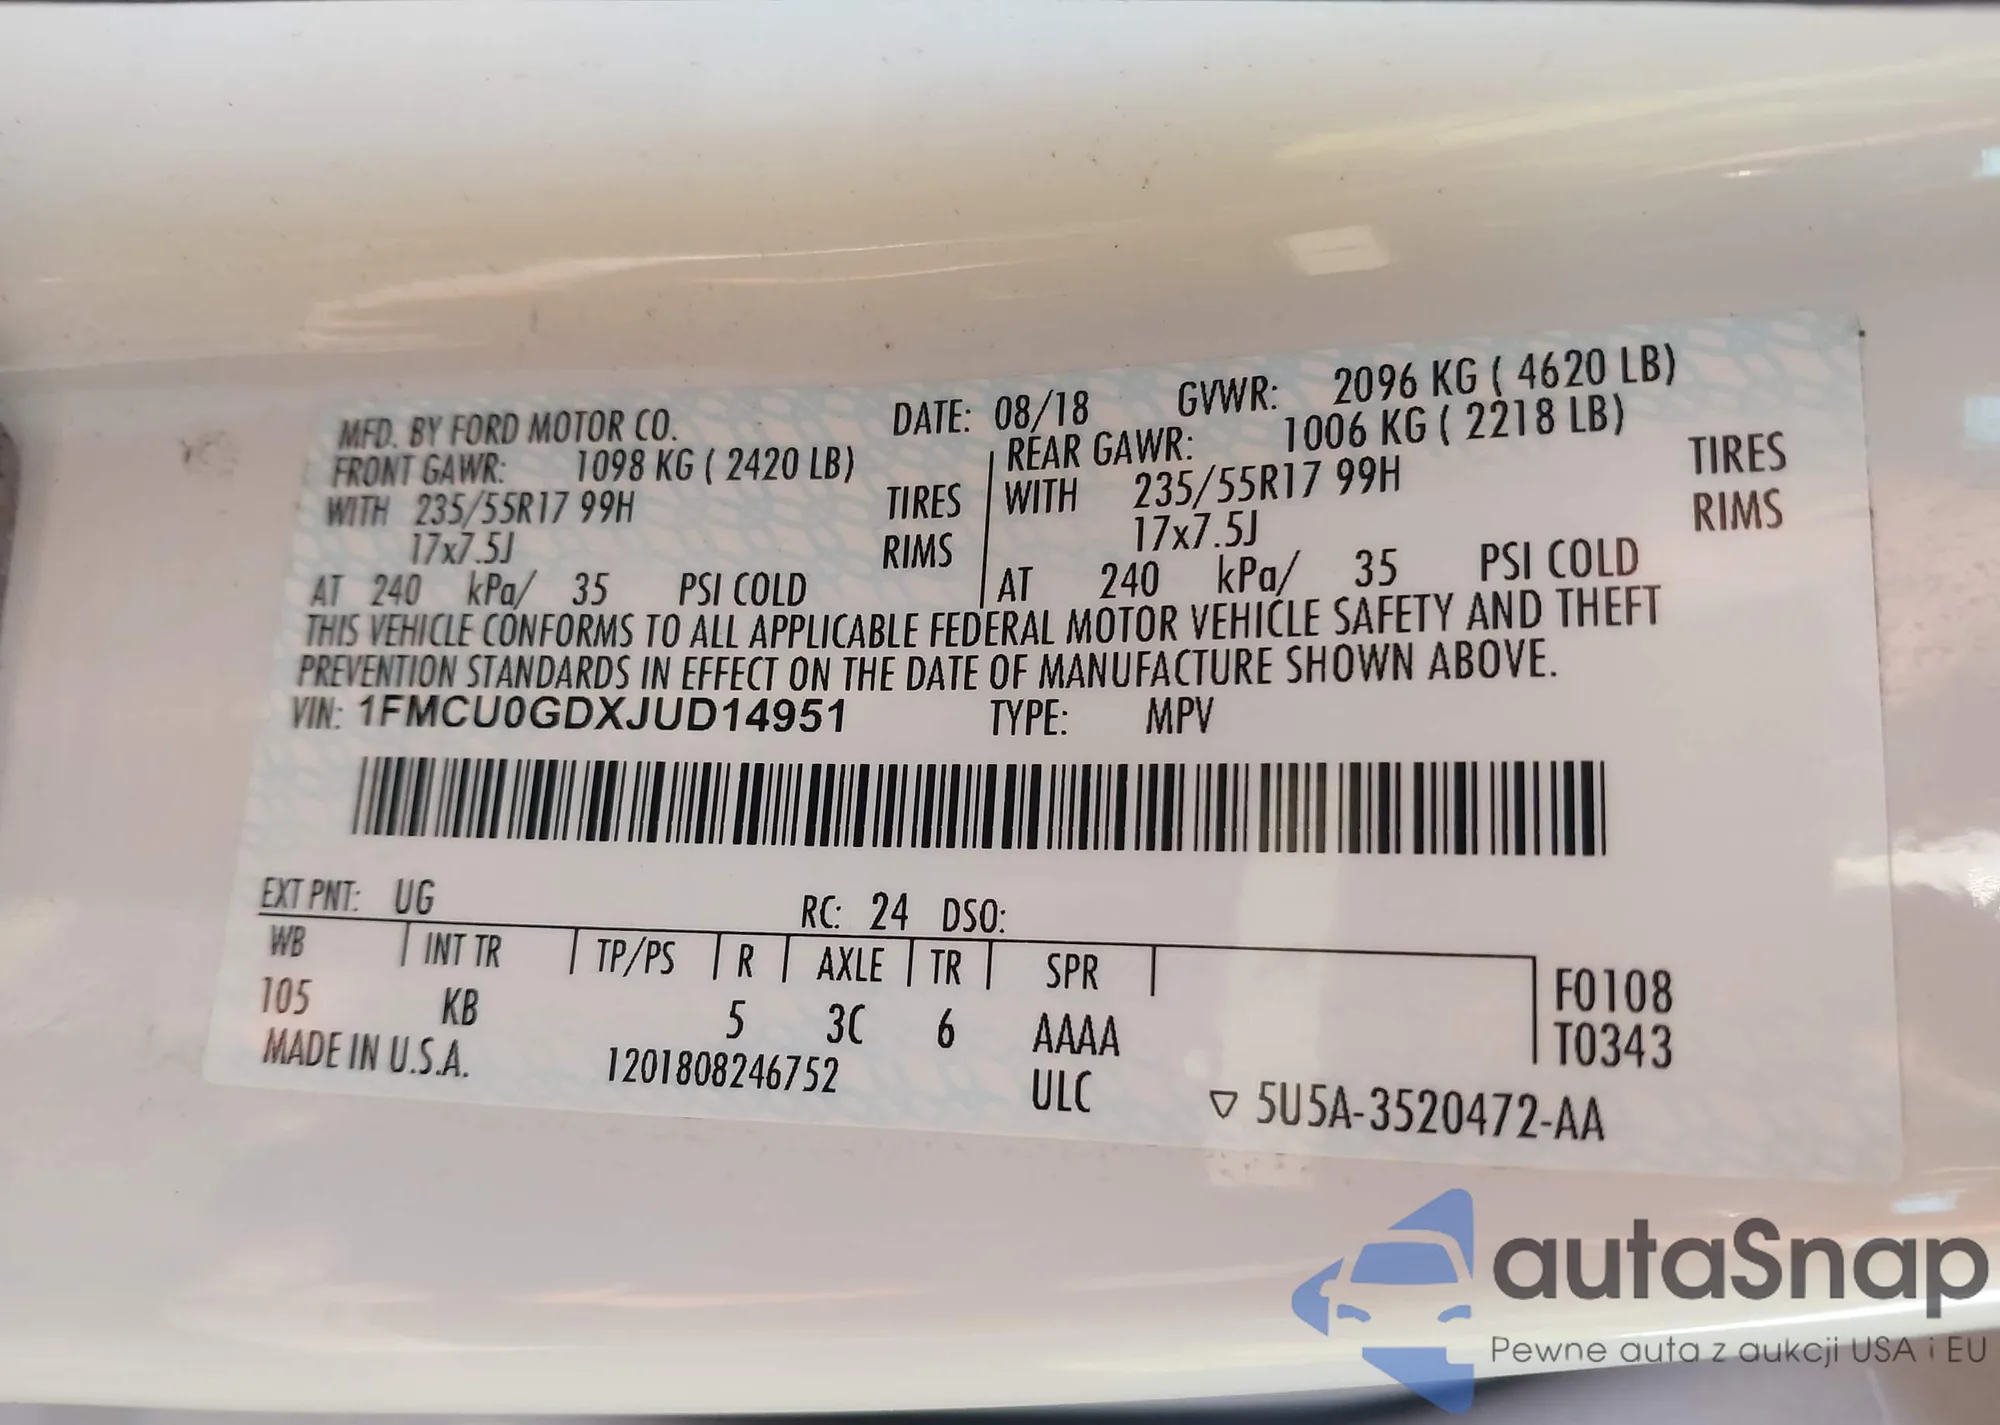 MFD. BY FORD MOTOR CO. DATE: 08/18 GVWR: 2096 KG ( 4620 LB)
FRONT GAWR: 1098 KG ( 2420 LB) REAR GAWR: 1006 KG ( 2218 LB)
WITH 235/55R17 99H TIRES WITH 235/55R17 99H TIRES
17x7.5J RIMS 17x7.5J RIMS
AT 240 kPa/ 35 PSI COLD AT 240 kPa/ 35 PSI COLD
THIS VEHICLE CONFORMS TO ALL APPLICABLE FEDERAL MOTOR VEHICLE SAFETY AND THEFT
PREVENTION STANDARDS IN EFFECT ON THE DATE OF MANUFACTURE SHOWN ABOVE.
VIN: 1FMCU0GDXJUD14951 TYPE: MPV
EXT PNT: UG RC: 24 DSO:
WB INT TR TP/PS R AXLE TR SPR F0108
105 KB 5 3C 6 AAAA T0343
MADE IN U.S.A. 1201808246752 ULC ▽ 5U5A-3520472-AA
autaSnap
Pewne auta z aukcji USA i EU